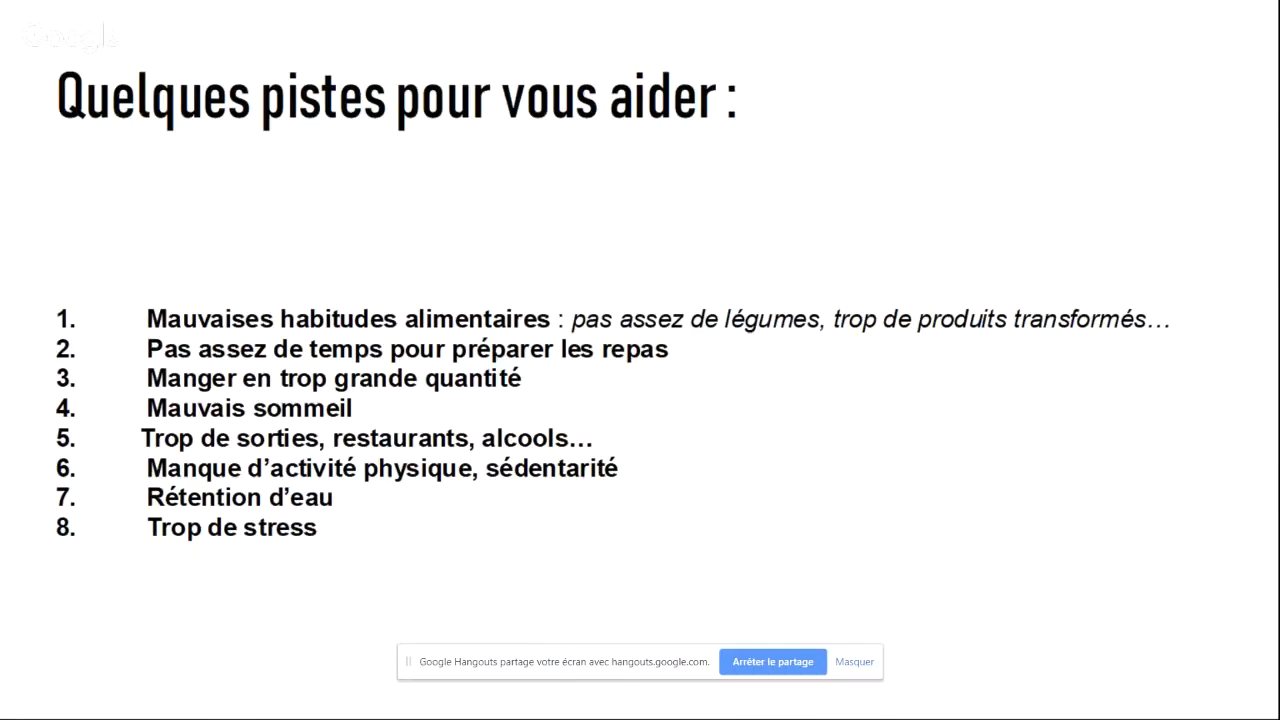 Google
Quelques pistes pour vous aider :
1. Mauvaises habitudes alimentaires : pas assez de légumes, trop de produits transformés…
2. Pas assez de temps pour préparer les repas
3. Manger en trop grande quantité
4. Mauvais sommeil
5. Trop de sorties, restaurants, alcools…
6. Manque d’activité physique, sédentarité
7. Rétention d’eau
8. Trop de stress
Google Hangouts partage votre écran avec hangouts.google.com. Arrêter le partage Masquer